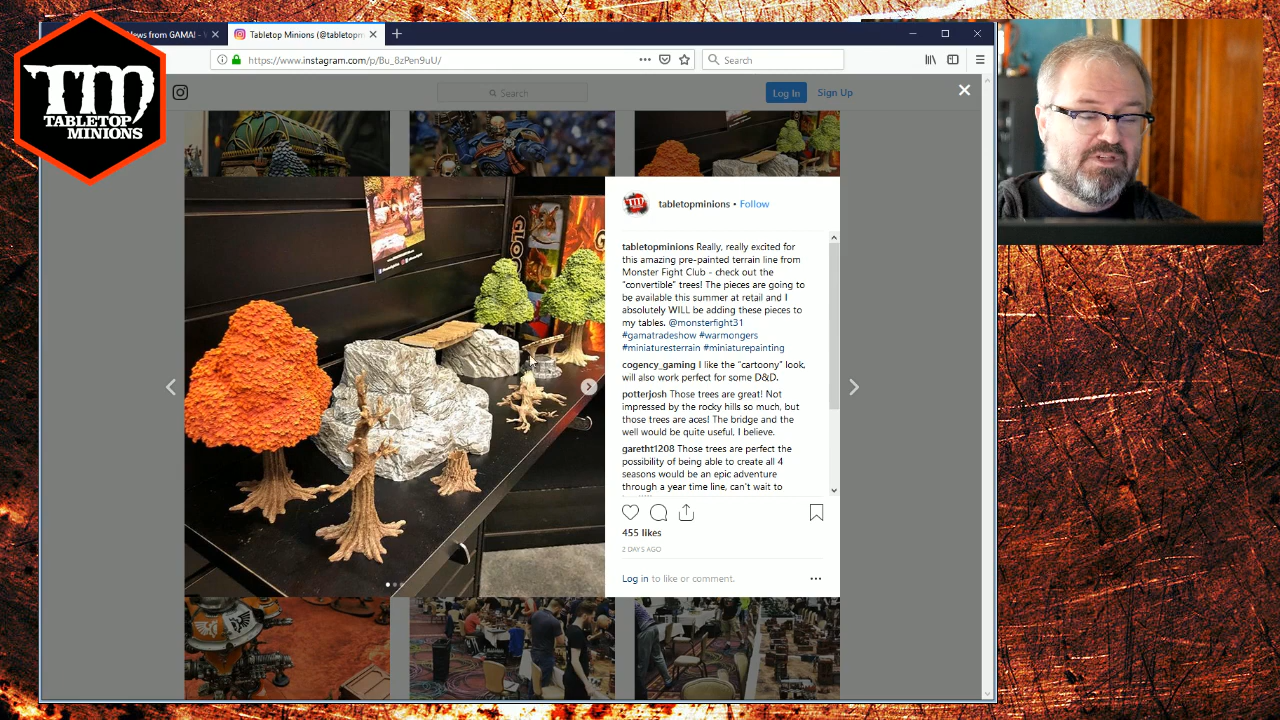 TM
TABLETOP
MINIONS
News from GAMA! -
Tabletop Minions (@tabletopm
https://www.instagram.com/p/Bu_8zPen9uU/
Search
Search
Log In
Sign Up
tabletopminions • Follow
tabletopminions Really, really excited for
this amazing pre-painted terrain line from
Monster Fight Club - check out the
"convertible" trees! The pieces are going to
be available this summer at retail and I
absolutely WILL be adding these pieces to
my tables. @monsterfight31
#gamatradeshow #warmongers
#miniaturesterrain #miniaturepainting
cogency_gaming I like the "cartoony" look,
will also work perfect for some D&D.
potterjosh Those trees are great! Not
impressed by the rocky hills so much, but
those trees are aces! The bridge and the
well would be quite useful, I believe.
garetht1208 Those trees are perfect the
possibility of being able to create all 4
seasons would be an epic adventure
through a year time line, can't wait to
455 likes
2 DAYS AGO
Log in to like or comment.